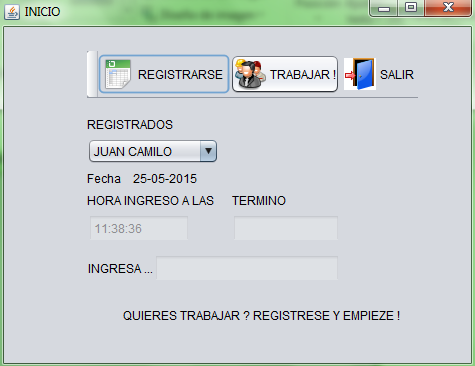 INICIO
REGISTRARSE TRABAJAR ! SALIR
REGISTRADOS
JUAN CAMILO
Fecha 25-05-2015
HORA INGRESO A LAS TERMINO
11:38:36
INGRESA ...
QUIERES TRABAJAR ? REGISTRESE Y EMPIEZE !